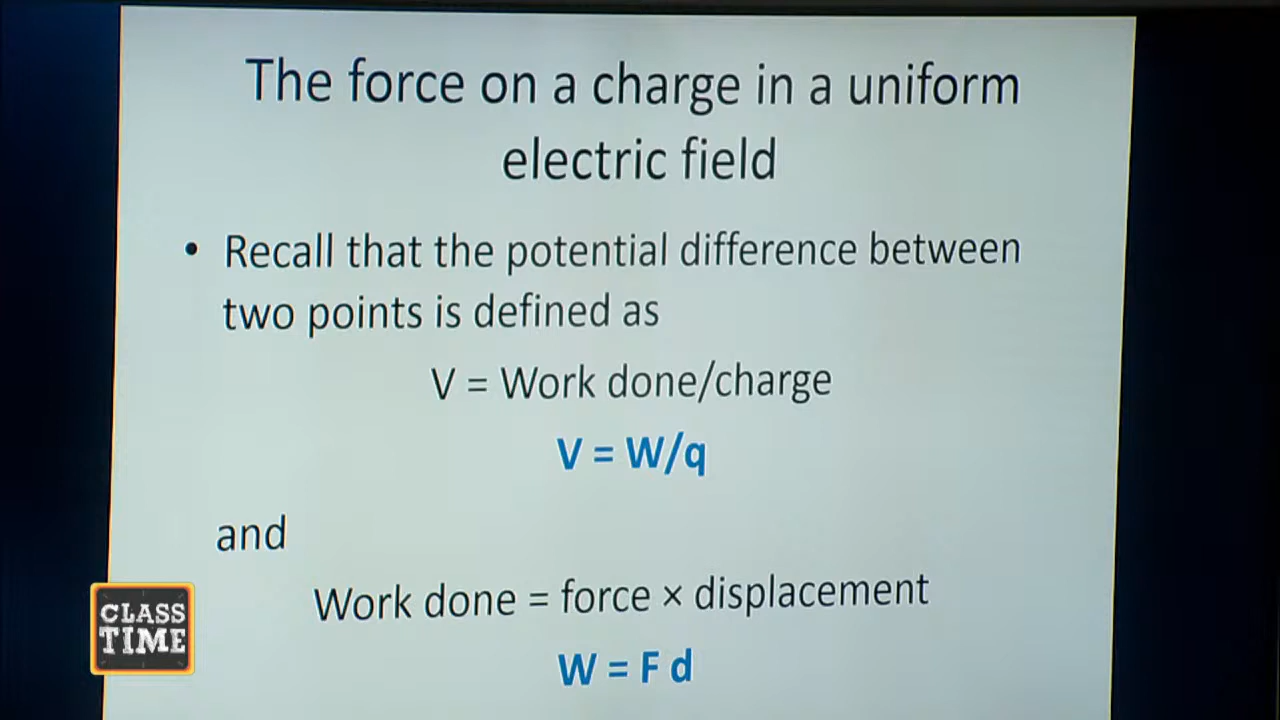 The force on a charge in a uniform
electric field
• Recall that the potential difference between
two points is defined as
V = Work done/charge
V = W/q
and
Work done = force × displacement
W = F d
CLASS
TIME